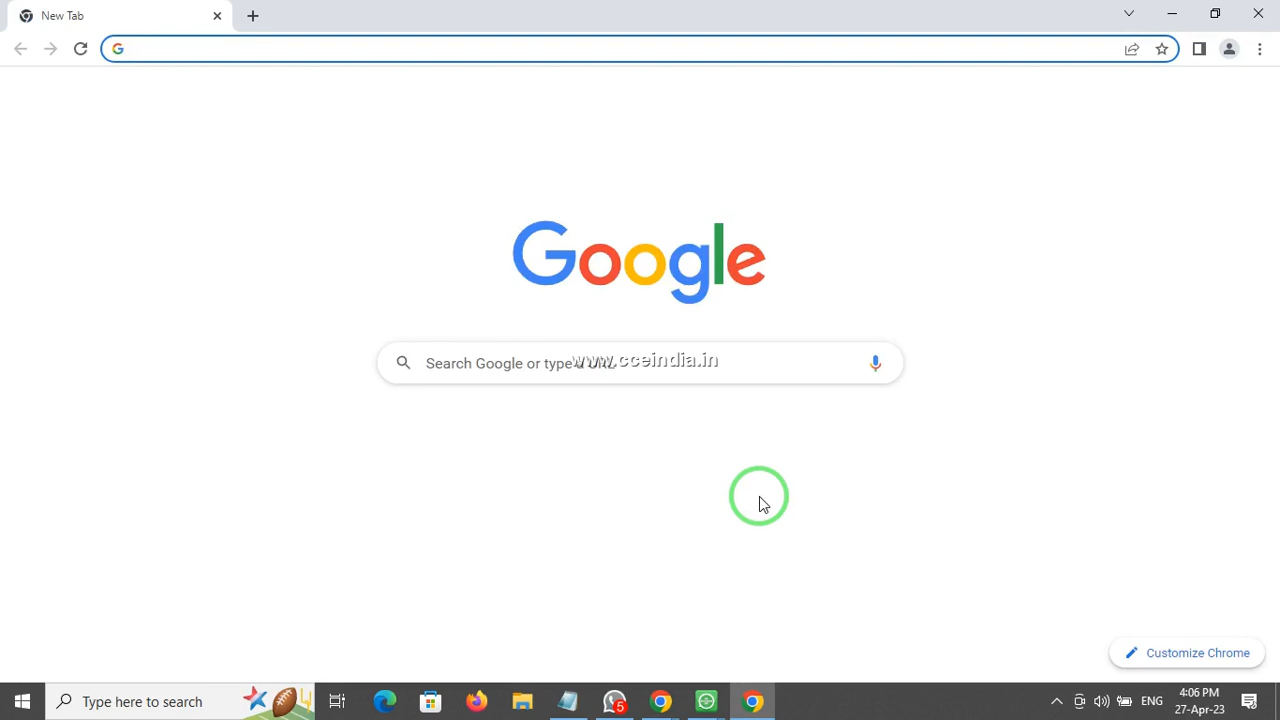 New Tab
Google
Search Google or type a URL
www.cceindia.in
Customize Chrome
Type here to search
5
ENG
4:06 PM
27-Apr-23